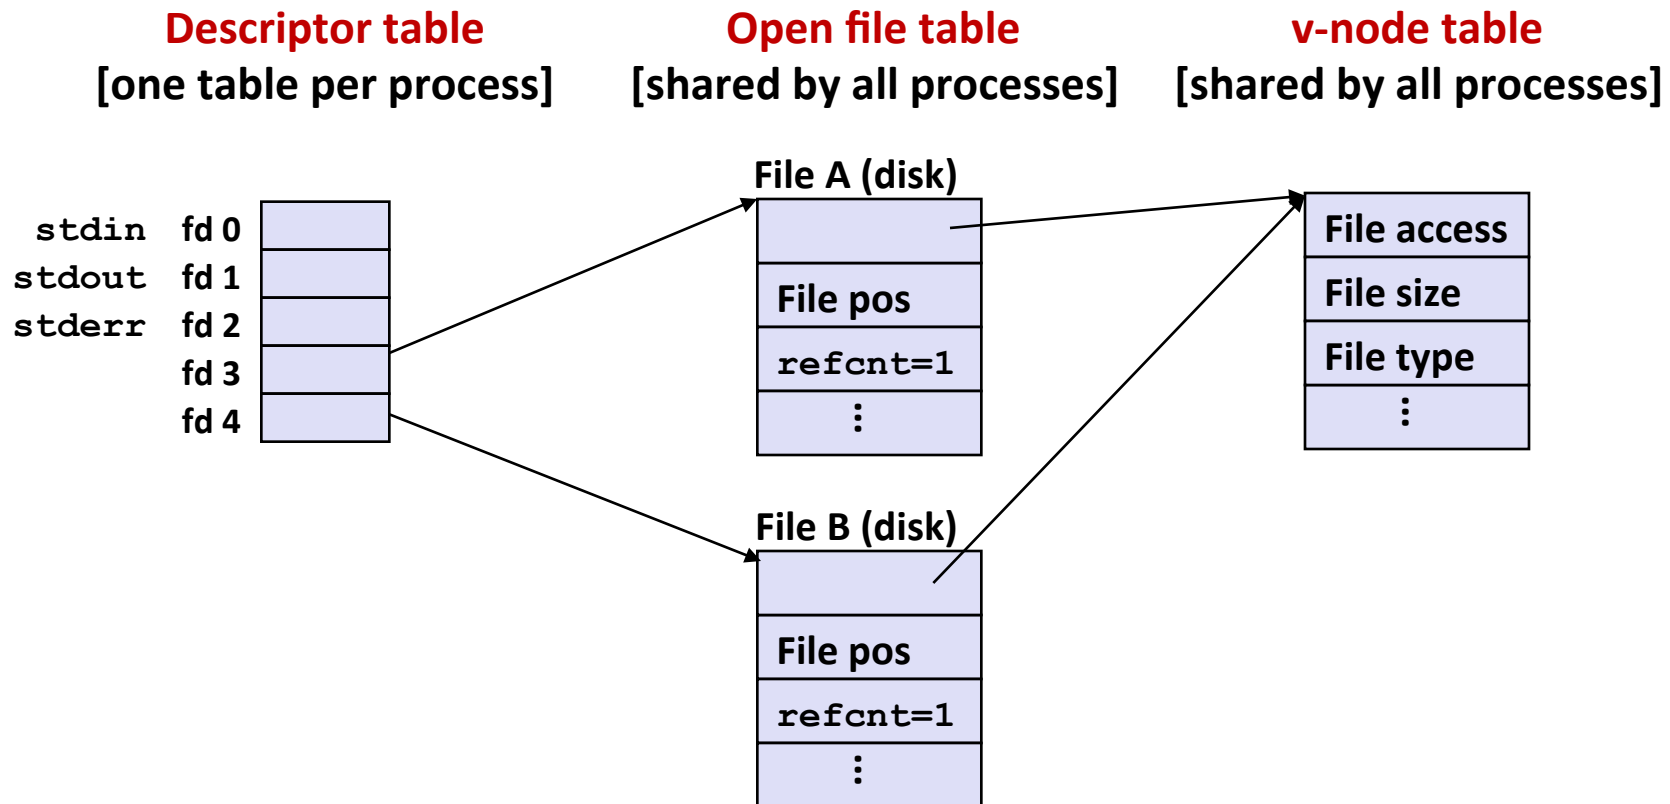 Descriptor table
[one table per process]
Open file table
[shared by all processes]
v-node table
[shared by all processes]
stdin fd 0
stdout fd 1
stderr fd 2
fd 3
fd 4
File A (disk)
File pos
refcnt=1
⋮
File B (disk)
File pos
refcnt=1
⋮
File access
File size
File type
⋮